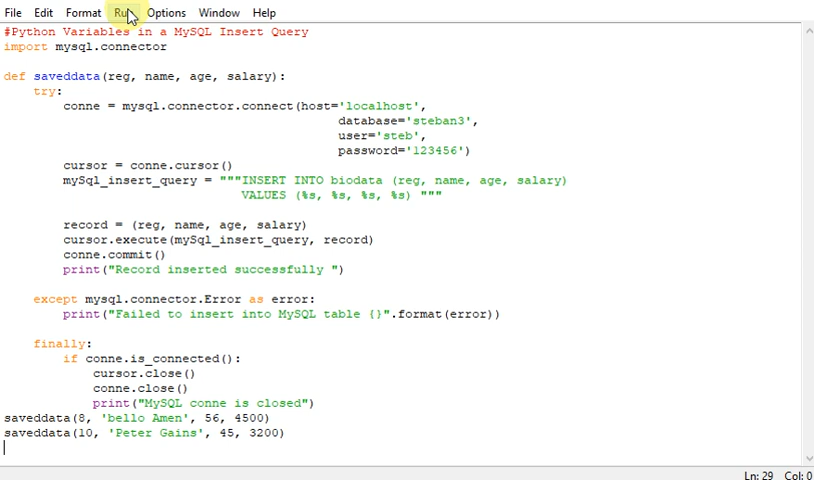 File Edit Format Run Options Window Help
#Python Variables in a MySQL Insert Query
import mysql.connector
def saveddata(reg, name, age, salary):
try:
conne = mysql.connector.connect(host='localhost',
database='steban3',
user='steb',
password='123456')
cursor = conne.cursor()
mySql_insert_query = """INSERT INTO biodata (reg, name, age, salary)
VALUES (%s, %s, %s, %s) """
record = (reg, name, age, salary)
cursor.execute(mySql_insert_query, record)
conne.commit()
print("Record inserted successfully ")
except mysql.connector.Error as error:
print("Failed to insert into MySQL table {}".format(error))
finally:
if conne.is_connected():
cursor.close()
conne.close()
print("MySQL conne is closed")
saveddata(8, 'bello Amen', 56, 4500)
saveddata(10, 'Peter Gains', 45, 3200)
Ln: 29 Col: 0